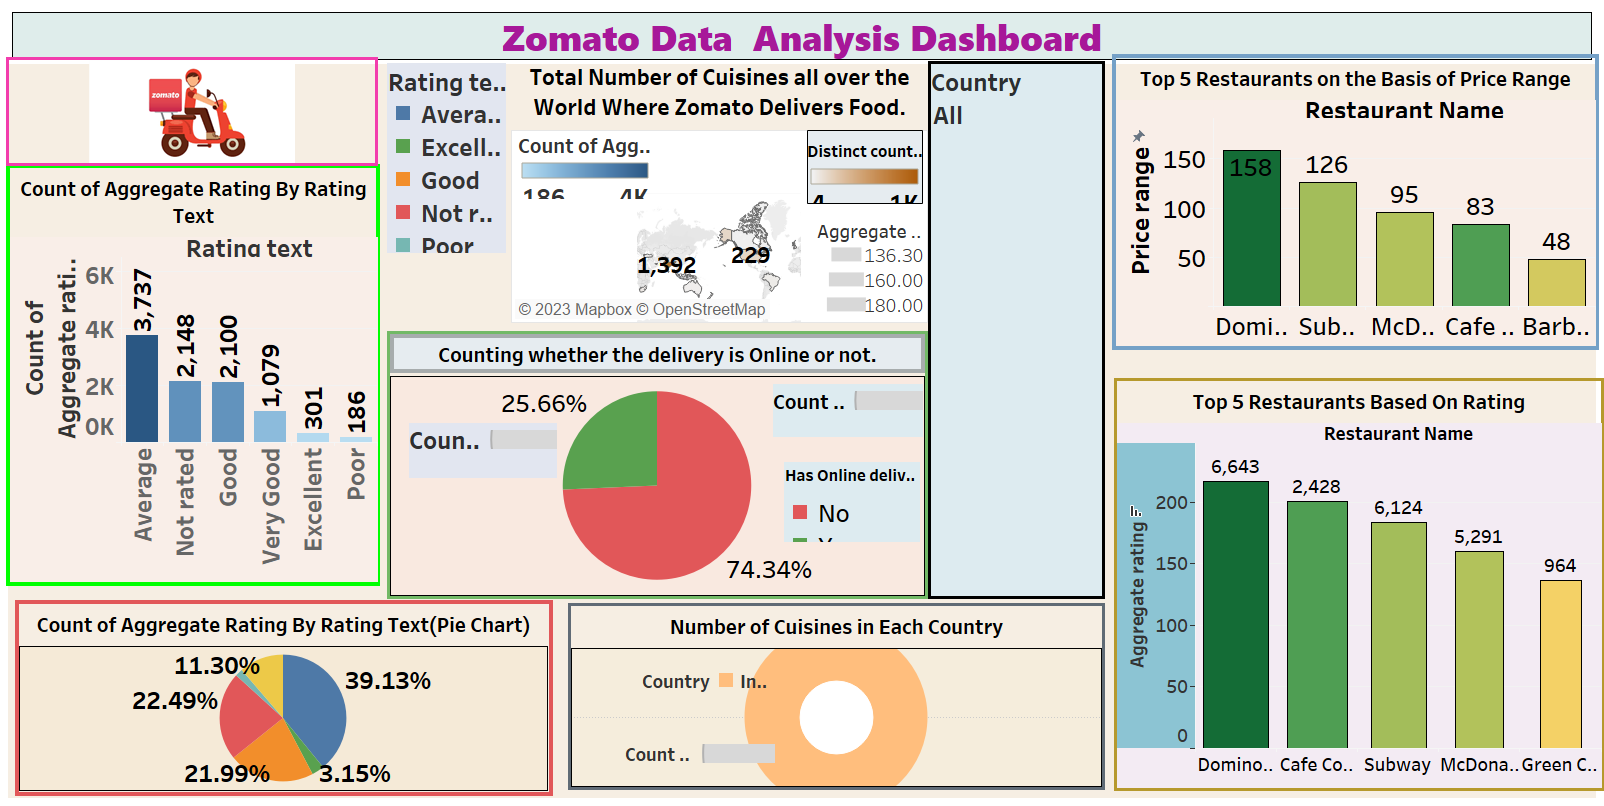 Zomato Data  Analysis Dashboard
zomato
Count of Aggregate Rating By Rating
Text
Rating text
Count of
Aggregate rati..
6K
4K
2K
0K
3,737
2,148
2,100
1,079
301
186
Average
Not rated
Good
Very Good
Excellent
Poor
Rating te..
Avera..
Excell..
Good
Not r..
Poor
Total Number of Cuisines all over the
World Where Zomato Delivers Food.
Count of Agg..
186 4K
Distinct count..
4 1K
1,392
229
Aggregate ..
136.30
160.00
180.00
© 2023 Mapbox © OpenStreetMap
Counting whether the delivery is Online or not.
25.66%
74.34%
Coun..
Count ..
Has Online deliv..
No
Country
All
Top 5 Restaurants on the Basis of Price Range
Restaurant Name
Price range
150
100
50
158
126
95
83
48
Domi.. Sub.. McD.. Cafe .. Barb..
Top 5 Restaurants Based On Rating
Restaurant Name
Aggregate rating
200
150
100
50
0
6,643
2,428
6,124
5,291
964
Domino.. Cafe Co.. Subway McDona.. Green C..
Count of Aggregate Rating By Rating Text(Pie Chart)
11.30%
39.13%
22.49%
21.99%
3.15%
Number of Cuisines in Each Country
Country In..
Count ..